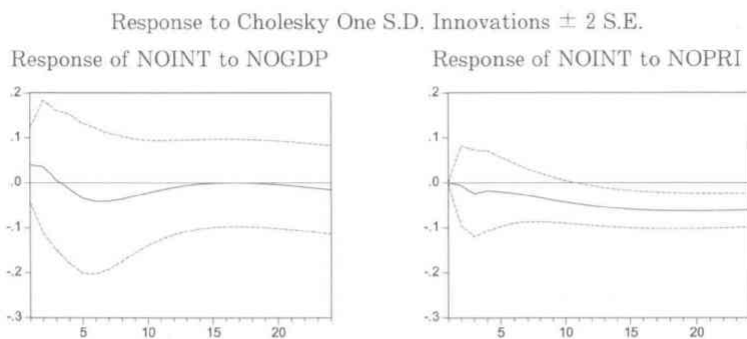 Response to Cholesky One S.D. Innovations ± 2 S.E.
Response of NOINT to NOGDP
Response of NOINT to NOPRI
.2
.1
.0
-.1
-.2
-.3
5 10 15 20
.2
.1
.0
-.1
-.2
-.3
5 10 15 20